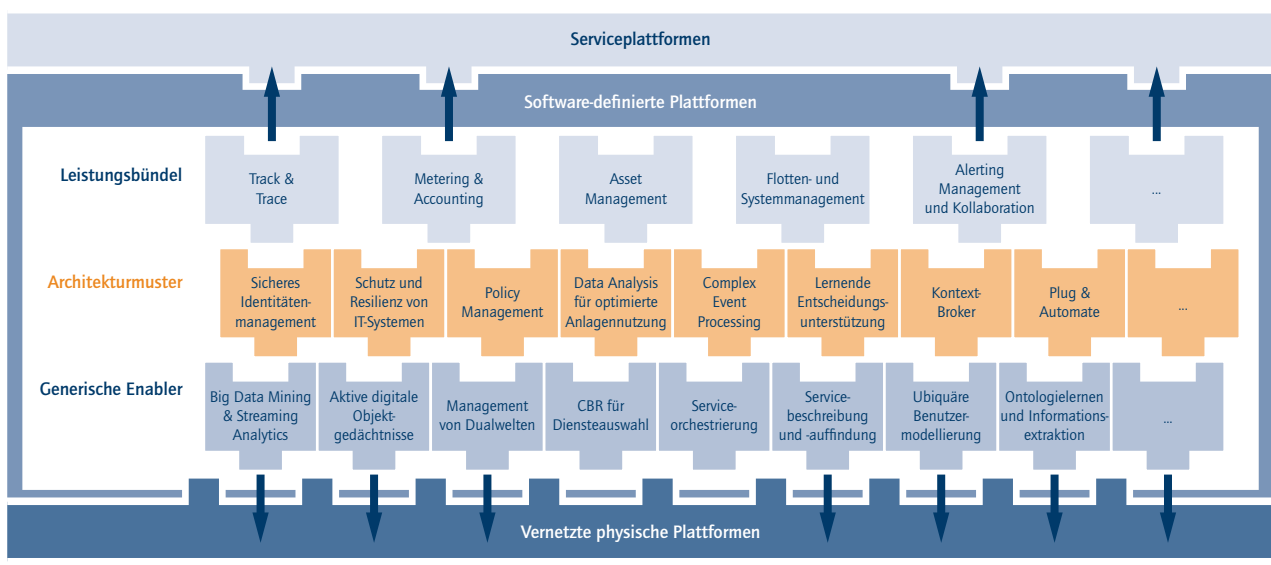 Serviceplattformen
Software-definierte Plattformen
Leistungsbündel
Track &
Trace
Metering &
Accounting
Asset
Management
Flotten- und
Systemmanagement
Alerting
Management
und Kollaboration
...
Architekturmuster
Sicheres
Identitäten-
management
Schutz und
Resilienz von
IT-Systemen
Policy
Management
Data Analysis
für optimierte
Anlagennutzung
Complex
Event
Processing
Lernende
Entscheidungs-
unterstützung
Kontext-
Broker
Plug &
Automate
...
Generische Enabler
Big Data Mining
& Streaming
Analytics
Aktive digitale
Objekt-
gedächtnisse
Management
von Dualwelten
CBR für
Diensteauswahl
Service-
orchestrierung
Service-
beschreibung
und -auffindung
Ubiquäre
Benutzer-
modellierung
Ontologielernen
und Informations-
extraktion
...
Vernetzte physische Plattformen